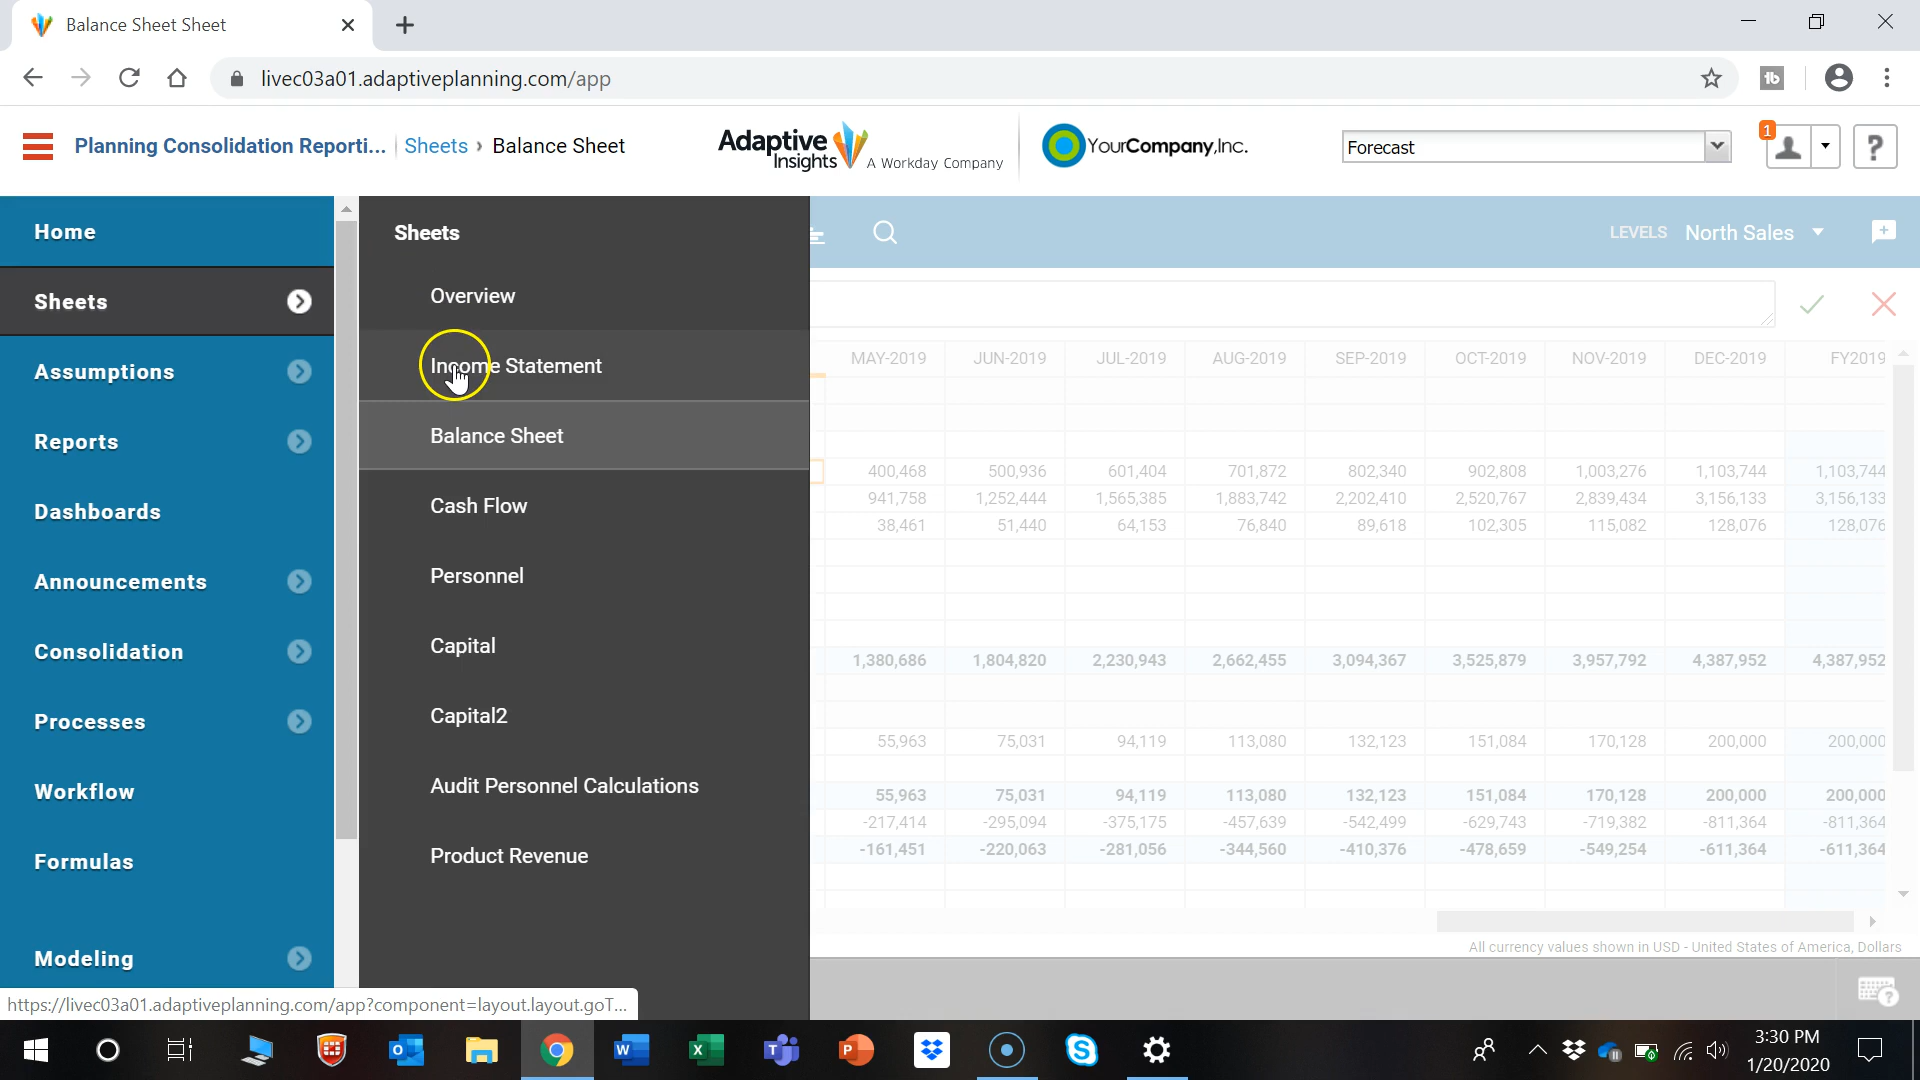 Balance Sheet Sheet
livec03a01.adaptiveplanning.com/app
Planning Consolidation Reporti... Sheets › Balance Sheet
Adaptive Insights A Workday Company
YourCompany,Inc.
Forecast
1
?
Home
Sheets
Assumptions
Reports
Dashboards
Announcements
Consolidation
Processes
Workflow
Formulas
Modeling
Sheets
Overview
Income Statement
Balance Sheet
Cash Flow
Personnel
Capital
Capital2
Audit Personnel Calculations
Product Revenue
LEVELS North Sales
MAY-2019 JUN-2019 JUL-2019 AUG-2019 SEP-2019 OCT-2019 NOV-2019 DEC-2019 FY2019
400,468 500,936 601,404 701,872 802,340 902,808 1,003,276 1,103,744 1,103,744
941,758 1,252,444 1,565,385 1,883,742 2,202,410 2,520,767 2,839,434 3,156,133 3,156,133
38,461 51,440 64,153 76,840 89,618 102,305 115,082 128,076 128,076
1,380,686 1,804,820 2,230,943 2,662,455 3,094,367 3,525,879 3,957,792 4,387,952 4,387,952
55,963 75,031 94,119 113,080 132,123 151,084 170,128 200,000 200,000
55,963 75,031 94,119 113,080 132,123 151,084 170,128 200,000 200,000
-217,414 -295,094 -375,175 -457,639 -542,499 -629,743 -719,382 -811,364 -811,364
-161,451 -220,063 -281,056 -344,560 -410,376 -478,659 -549,254 -611,364 -611,364
All currency values shown in USD - United States of America, Dollars
https://livec03a01.adaptiveplanning.com/app?component=layout.layout.goT...
3:30 PM
1/20/2020